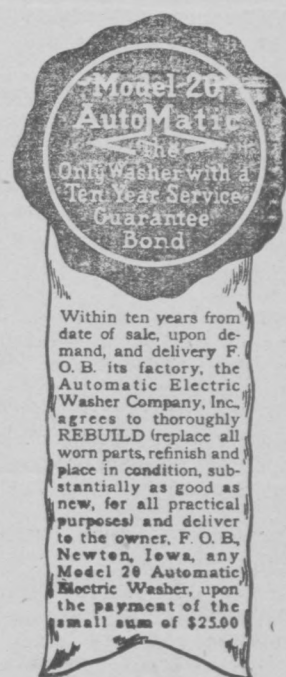 Model 20
AutoMatic
The
Only Washer with a
Ten Year Service
Guarantee
Bond
Within ten years from
date of sale, upon de-
mand, and delivery F.
O. B. its factory, the
Automatic Electric
Washer Company, Inc.,
agrees to thoroughly
REBUILD (replace all
worn parts, refinish and
place in condition, sub-
stantially as good as
new, for all practical
purposes) and deliver
to the owner, F. O. B.,
Newton, Iowa, any
Model 20 Automatic
Electric Washer, upon
the payment of the
small sum of $25.00